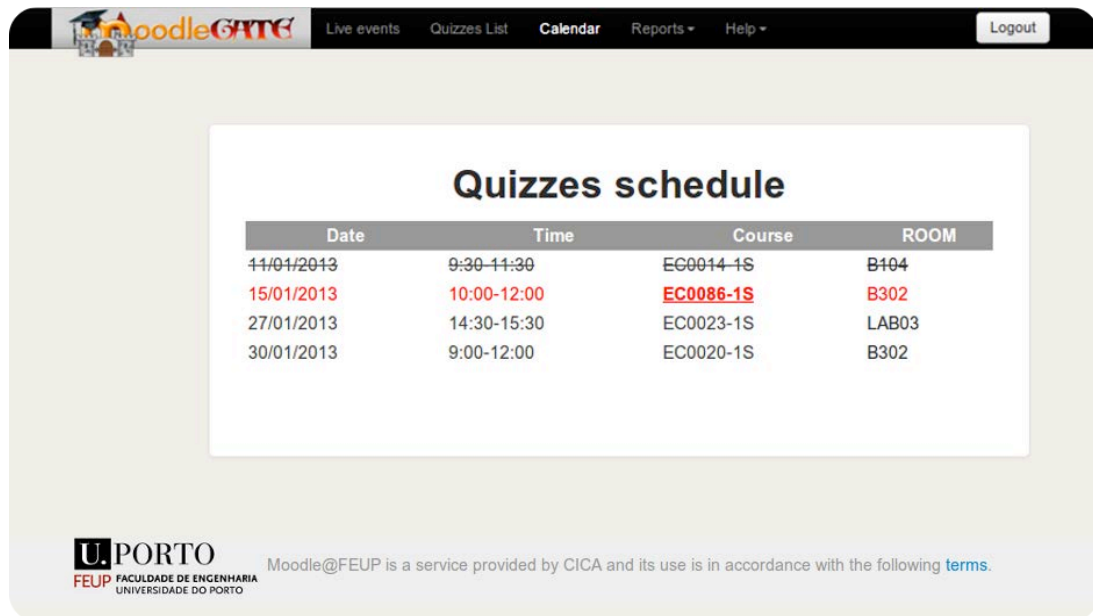 MoodleGATE Live events Quizzes List Calendar Reports Help Logout
Quizzes schedule
Date Time Course ROOM
11/01/2013 9:30-11:30 EC0014-1S B104
15/01/2013 10:00-12:00 EC0086-1S B302
27/01/2013 14:30-15:30 EC0023-1S LAB03
30/01/2013 9:00-12:00 EC0020-1S B302
U. PORTO
FEUP FACULDADE DE ENGENHARIA
UNIVERSIDADE DO PORTO
Moodle@FEUP is a service provided by CICA and its use is in accordance with the following terms.